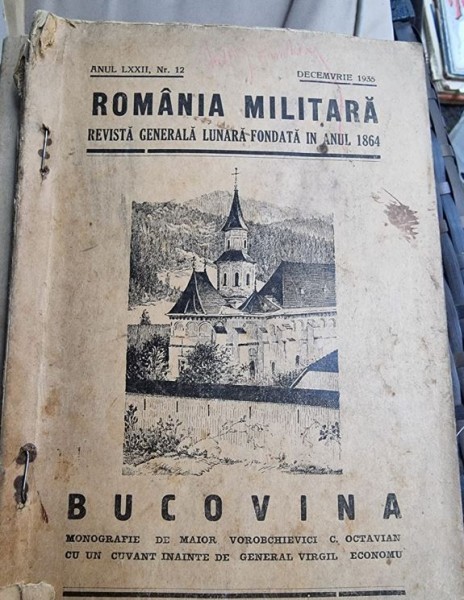 ANUL LXXII, Nr. 12
DECEMVRIE 1935
ROMÂNIA MILITARĂ
REVISTĂ GENERALĂ LUNARĂ FONDATĂ IN ANUL 1864
BUCOVINA
MONOGRAFIE DE MAIOR VOROBCHIEVICI C. OCTAVIAN
CU UN CUVANT INAINTE DE GENERAL VIRGIL ECONOMU